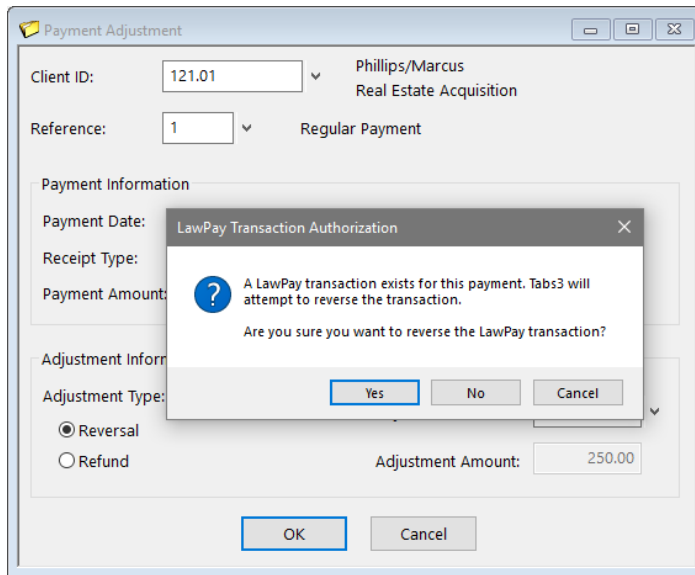 Payment Adjustment
Client ID: 121.01 Phillips/Marcus
Real Estate Acquisition
Reference: 1 Regular Payment
Payment Information
Payment Date:
Receipt Type:
Payment Amount:
LawPay Transaction Authorization
A LawPay transaction exists for this payment. Tabs3 will
attempt to reverse the transaction.
Are you sure you want to reverse the LawPay transaction?
Yes No Cancel
Adjustment Infor
Adjustment Type:
Reversal
Refund Adjustment Amount: 250.00
OK Cancel